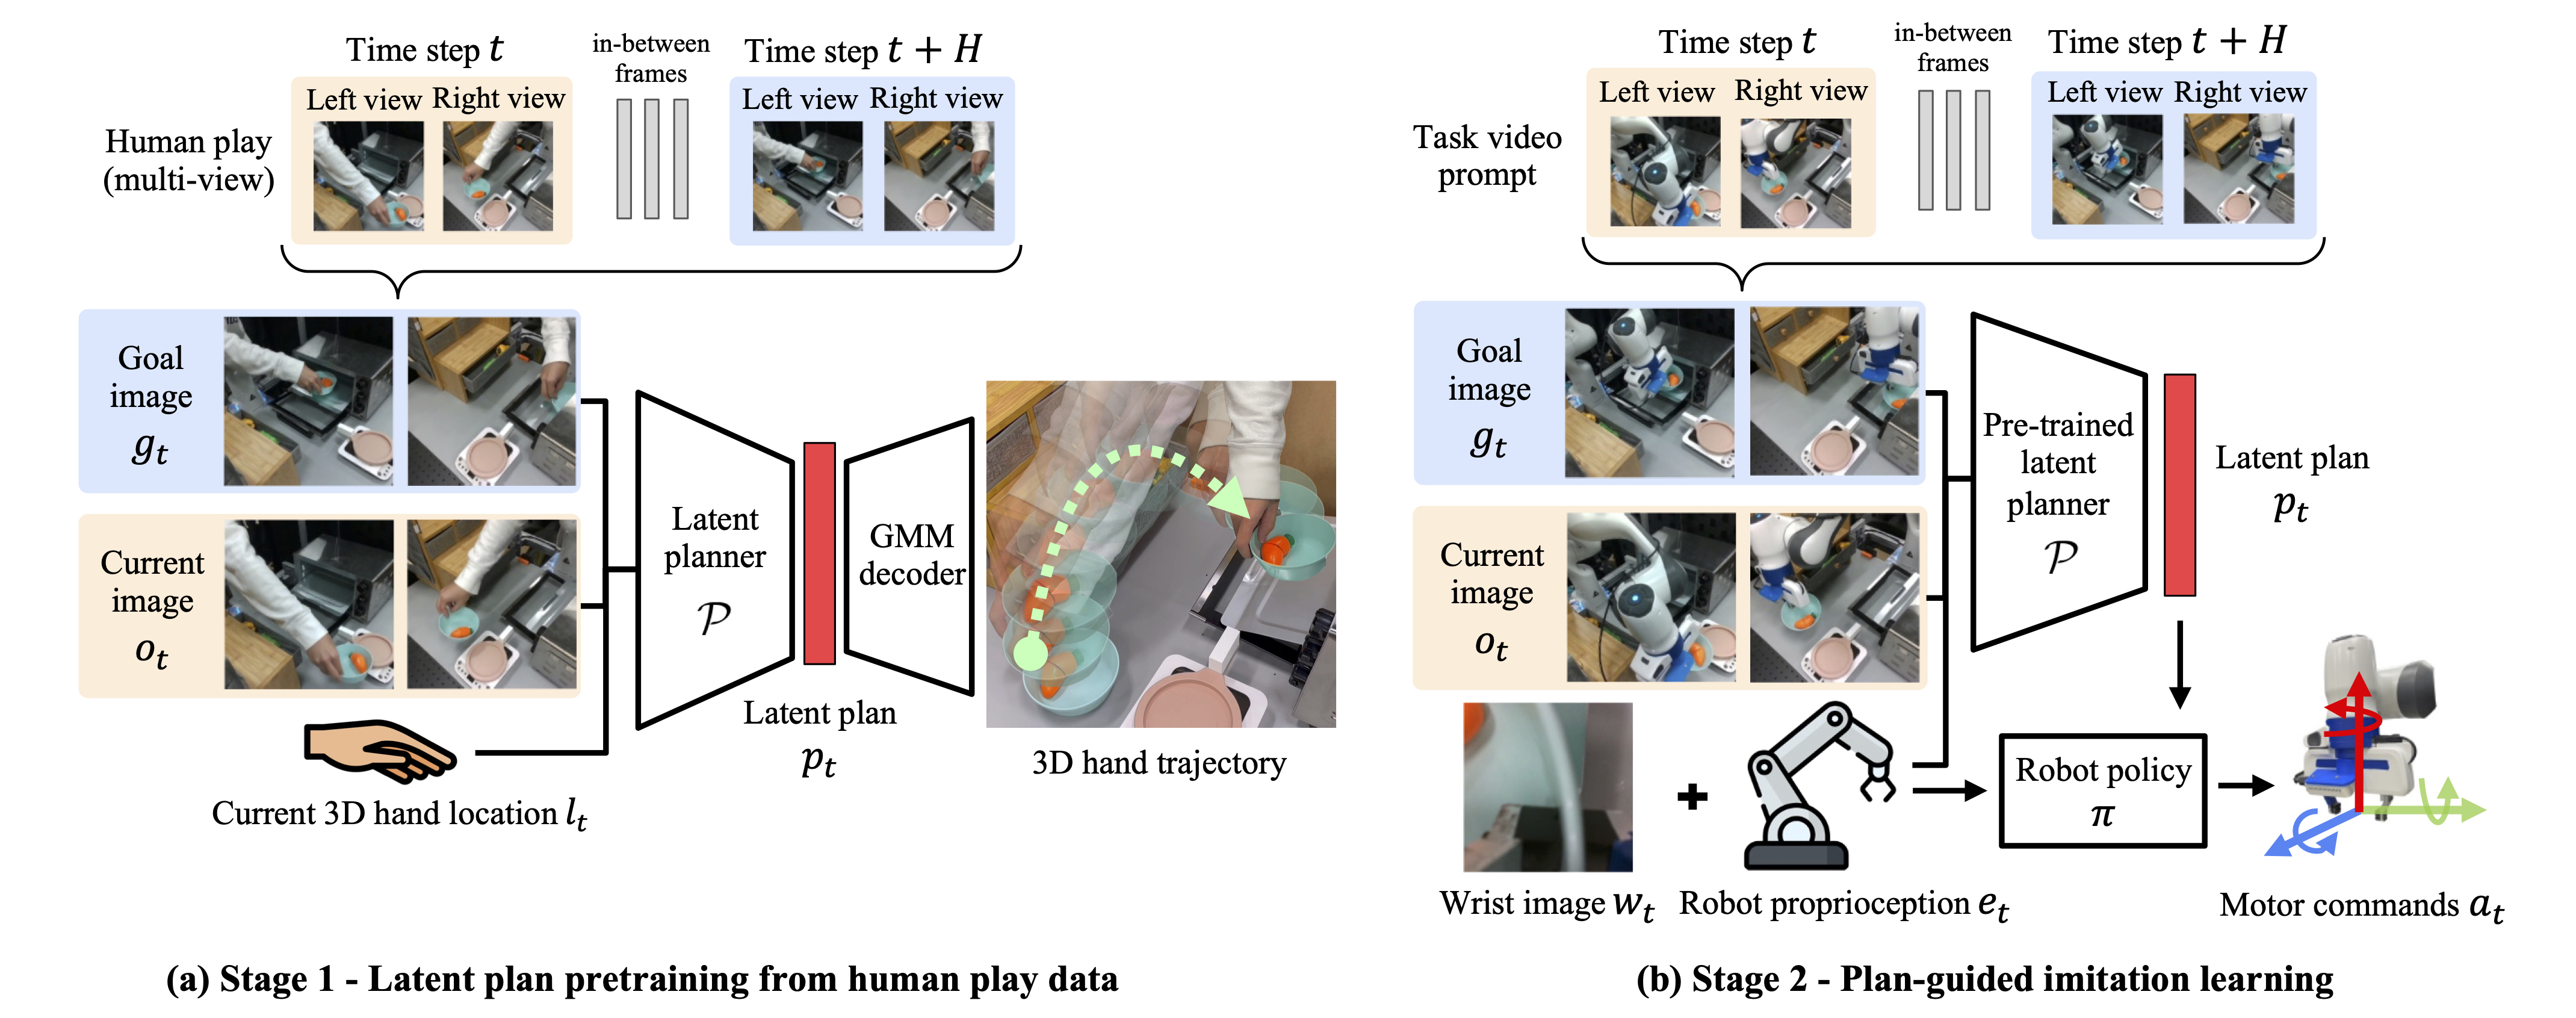 Time step t
in-between
frames
Time step t + H
Left view
Right view
Left view
Right view
Human play
(multi-view)
Goal
image
g_t
Current
image
o_t
Current 3D hand location l_t
Latent
planner
𝒫
Latent plan
p_t
GMM
decoder
3D hand trajectory
(a) Stage 1 - Latent plan pretraining from human play data
Time step t
in-between
frames
Time step t + H
Left view
Right view
Left view
Right view
Task video
prompt
Goal
image
g_t
Current
image
o_t
Pre-trained
latent
planner
𝒫
Latent plan
p_t
Wrist image w_t
Robot proprioception e_t
Robot policy
π
Motor commands a_t
(b) Stage 2 - Plan-guided imitation learning